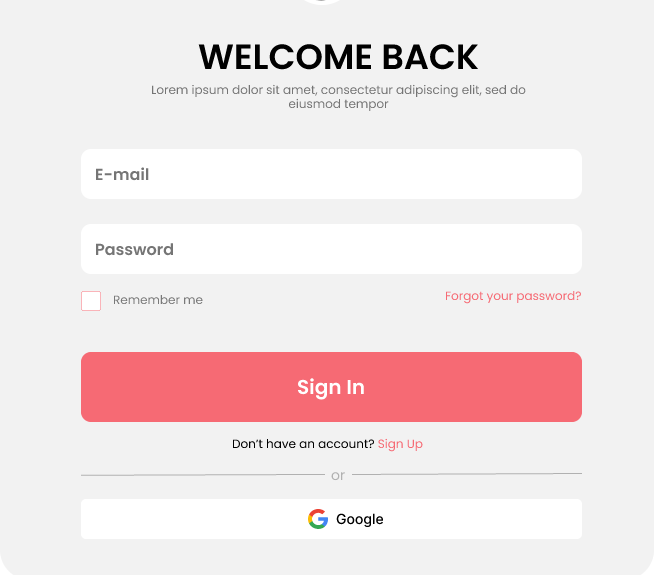 WELCOME BACK
Lorem ipsum dolor sit amet, consectetur adipiscing elit, sed do
eiusmod tempor
E-mail
Password
Remember me
Forgot your password?
Sign In
Don’t have an account? Sign Up
or
Google